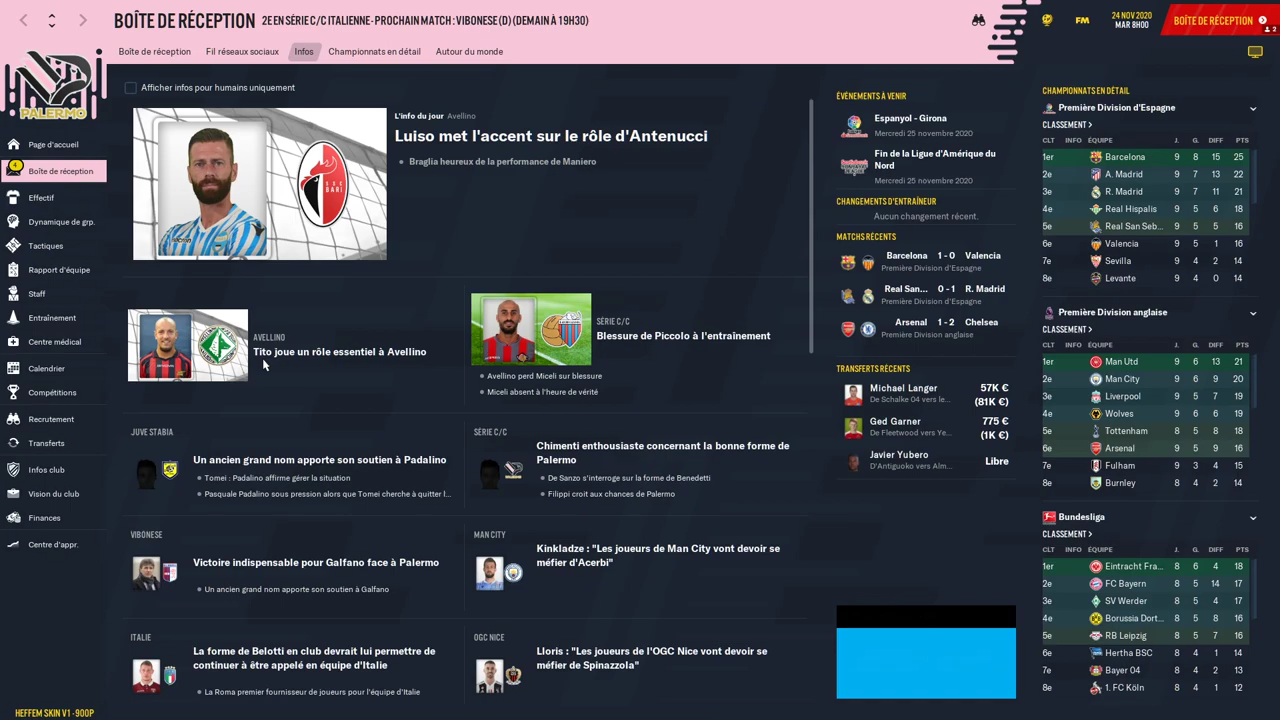 BOÎTE DE RÉCEPTION
2E EN SÉRIE C/C ITALIENNE - PROCHAIN MATCH : VIBONESE (D) (DEMAIN À 19H30)
FM
24 NOV 2020
MAR 8H00
BOÎTE DE RÉCEPTION
2
Boîte de réception
Fil réseaux sociaux
Infos
Championnats en détail
Autour du monde
PALERMO
Page d'accueil
4
Boîte de réception
Effectif
Dynamique de grp.
Tactiques
Rapport d'équipe
Staff
Entraînement
Centre médical
Calendrier
Compétitions
Recrutement
Transferts
Infos club
Vision du club
Finances
Centre d'appr.
HEFFEM SKIN V1 - 900P
Afficher infos pour humains uniquement
L'info du jour Avellino
Luiso met l'accent sur le rôle d'Antenucci
Braglia heureux de la performance de Maniero
AVELLINO
Tito joue un rôle essentiel à Avellino
SÉRIE C/C
Blessure de Piccolo à l'entraînement
Avellino perd Miceli sur blessure
Miceli absent à l'heure de vérité
JUVE STABIA
Un ancien grand nom apporte son soutien à Padalino
Tomei : Padalino affirme gérer la situation
Pasquale Padalino sous pression alors que Tomei cherche à quitter l...
SÉRIE C/C
Chimenti enthousiaste concernant la bonne forme de
Palermo
De Sanzo s'interroge sur la forme de Benedetti
Filippi croit aux chances de Palermo
VIBONESE
Victoire indispensable pour Galfano face à Palermo
Un ancien grand nom apporte son soutien à Galfano
MAN CITY
Kinkladze : "Les joueurs de Man City vont devoir se
méfier d'Acerbi"
ITALIE
La forme de Belotti en club devrait lui permettre de
continuer à être appelé en équipe d'Italie
La Roma premier fournisseur de joueurs pour l'équipe d'Italie
OGC NICE
Lloris : "Les joueurs de l'OGC Nice vont devoir se
méfier de Spinazzola"
ÉVÉNEMENTS À VENIR
Espanyol - Girona
Mercredi 25 novembre 2020
Fin de la Ligue d'Amérique du
Nord
Mercredi 25 novembre 2020
CHANGEMENTS D'ENTRAÎNEUR
Aucun changement récent.
MATCHS RÉCENTS
Barcelona 1 - 0 Valencia
Première Division d'Espagne
Real San... 0 - 1 R. Madrid
Première Division d'Espagne
Arsenal 1 - 2 Chelsea
Première Division anglaise
TRANSFERTS RÉCENTS
Michael Langer 57K €
De Schalke 04 vers le... (81K €)
Ged Garner 775 €
De Fleetwood vers Ye... (1K €)
Javier Yubero Libre
D'Antiguoko vers Alm...
CHAMPIONNATS EN DÉTAIL
Première Division d'Espagne
CLASSEMENT >
CLT INFO ÉQUIPE J. G. DIFF PTS
1er Barcelona 9 8 15 25
2e A. Madrid 9 7 13 22
3e R. Madrid 9 7 11 21
4e Real Hispalis 9 5 6 18
5e Real San Seb... 9 5 5 16
6e Valencia 9 5 1 16
7e Sevilla 9 4 2 14
8e Levante 9 4 0 14
Première Division anglaise
CLASSEMENT >
CLT INFO ÉQUIPE J. G. DIFF PTS
1er Man Utd 9 6 13 21
2e Man City 9 6 9 20
3e Liverpool 9 5 7 19
4e Wolves 9 6 6 19
5e Tottenham 8 5 8 18
6e Arsenal 9 5 9 16
7e Fulham 9 3 4 15
8e Burnley 8 4 2 14
Bundesliga
CLASSEMENT >
CLT INFO ÉQUIPE J. G. DIFF PTS
1er Eintracht Fra... 8 6 4 18
2e FC Bayern 8 5 14 17
3e SV Werder 8 5 4 17
4e Borussia Dort... 8 5 8 16
5e RB Leipzig 8 5 7 16
6e Hertha BSC 8 4 1 14
7e Bayer 04 8 4 2 13
8e 1. FC Köln 8 4 1 12